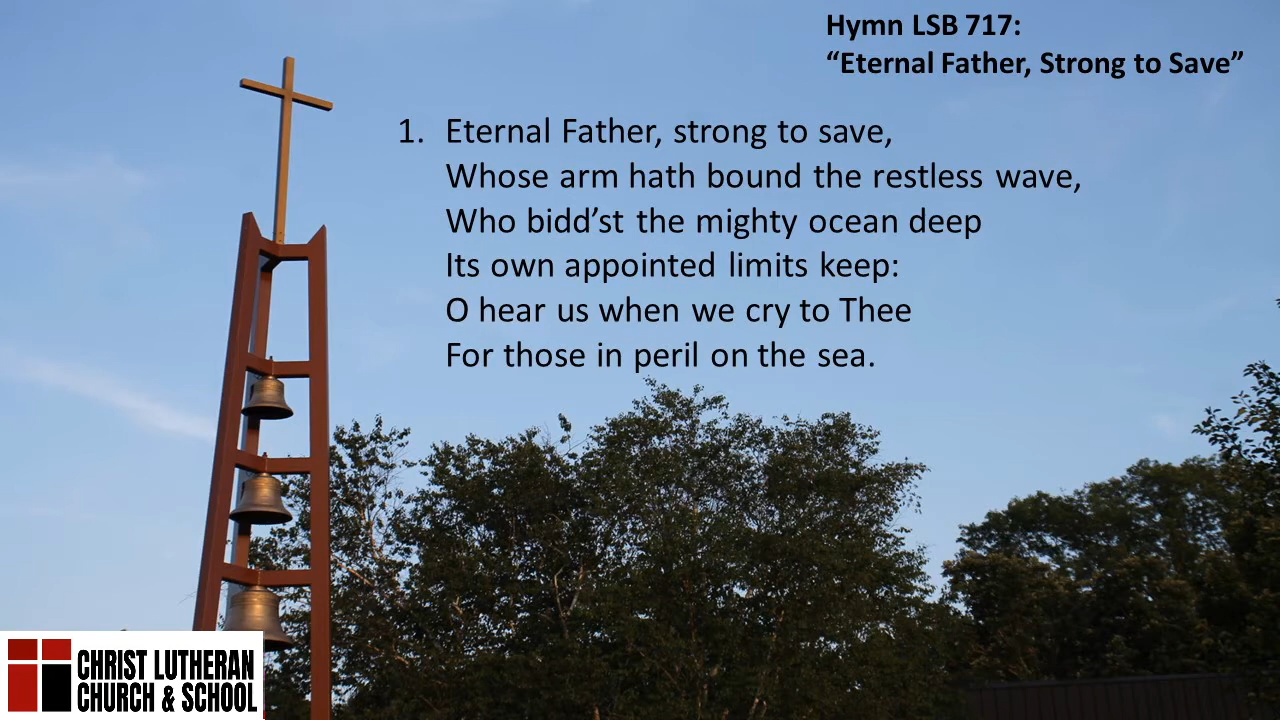 Hymn LSB 717:
“Eternal Father, Strong to Save”
1. Eternal Father, strong to save,
Whose arm hath bound the restless wave,
Who bidd’st the mighty ocean deep
Its own appointed limits keep:
O hear us when we cry to Thee
For those in peril on the sea.
CHRIST LUTHERAN
CHURCH & SCHOOL